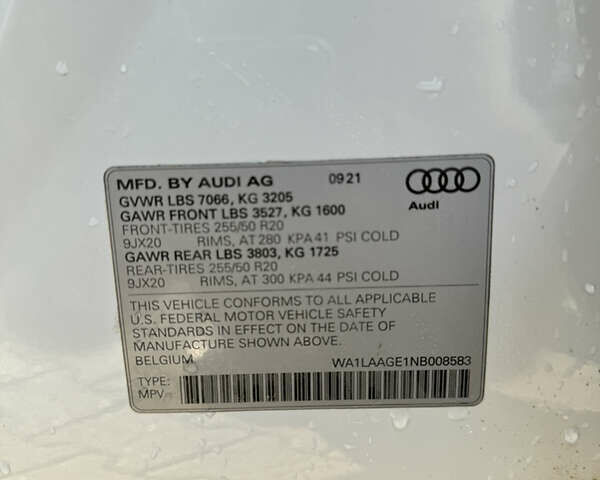 MFD. BY AUDI AG 09 21
GVWR LBS 7066, KG 3205
GAWR FRONT LBS 3527, KG 1600
FRONT-TIRES 255/50 R20
9JX20 RIMS, AT 280 KPA 41 PSI COLD
GAWR REAR LBS 3803, KG 1725
REAR-TIRES 255/50 R20
9JX20 RIMS, AT 300 KPA 44 PSI COLD
Audi
THIS VEHICLE CONFORMS TO ALL APPLICABLE
U.S. FEDERAL MOTOR VEHICLE SAFETY
STANDARDS IN EFFECT ON THE DATE OF
MANUFACTURE SHOWN ABOVE.
BELGIUM WA1LAAGE1NB008583
TYPE:
MPV